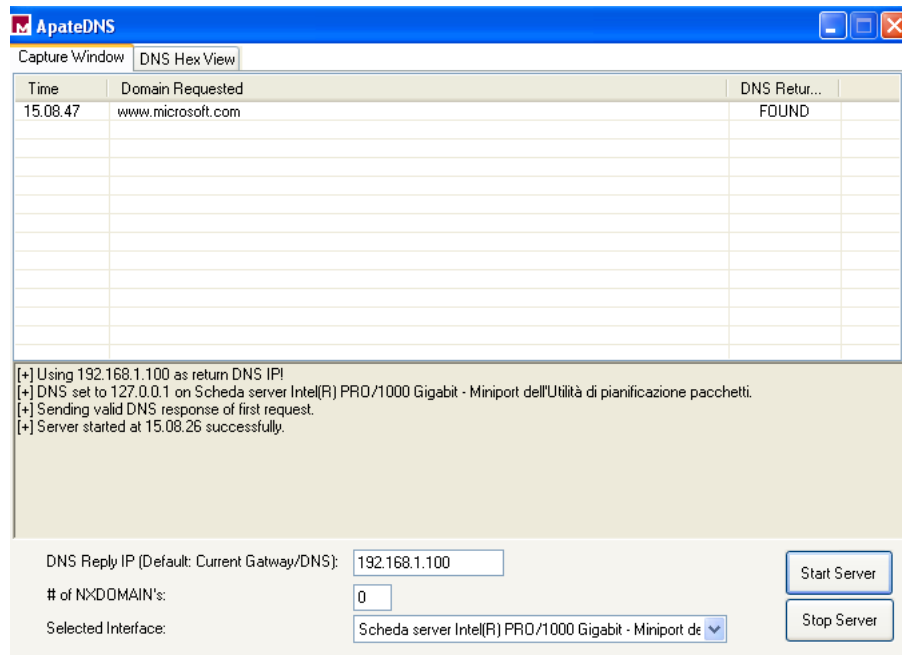 ApateDNS
Capture Window DNS Hex View
Time Domain Requested DNS Retur...
15.08.47 www.microsoft.com FOUND
[+] Using 192.168.1.100 as return DNS IP!
[+] DNS set to 127.0.0.1 on Scheda server Intel(R) PRO/1000 Gigabit - Miniport dell'Utilità di pianificazione pacchetti.
[+] Sending valid DNS response of first request.
[+] Server started at 15.08.26 successfully.
DNS Reply IP (Default: Current Gatway/DNS): 192.168.1.100
# of NXDOMAIN's: 0
Selected Interface: Scheda server Intel(R) PRO/1000 Gigabit - Miniport de
Start Server
Stop Server